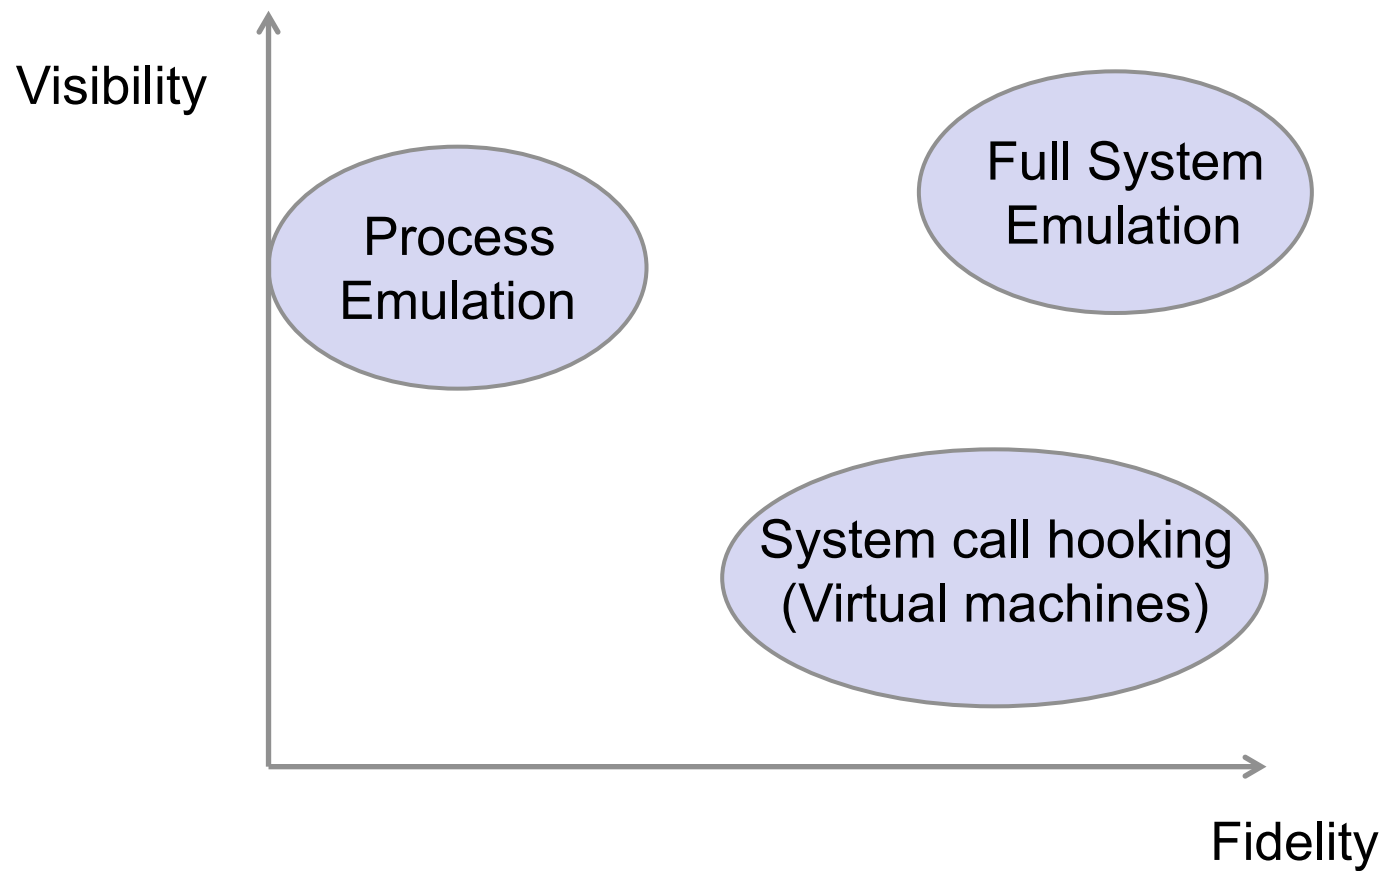 Visibility
Full System
Emulation
Process
Emulation
System call hooking
(Virtual machines)
Fidelity